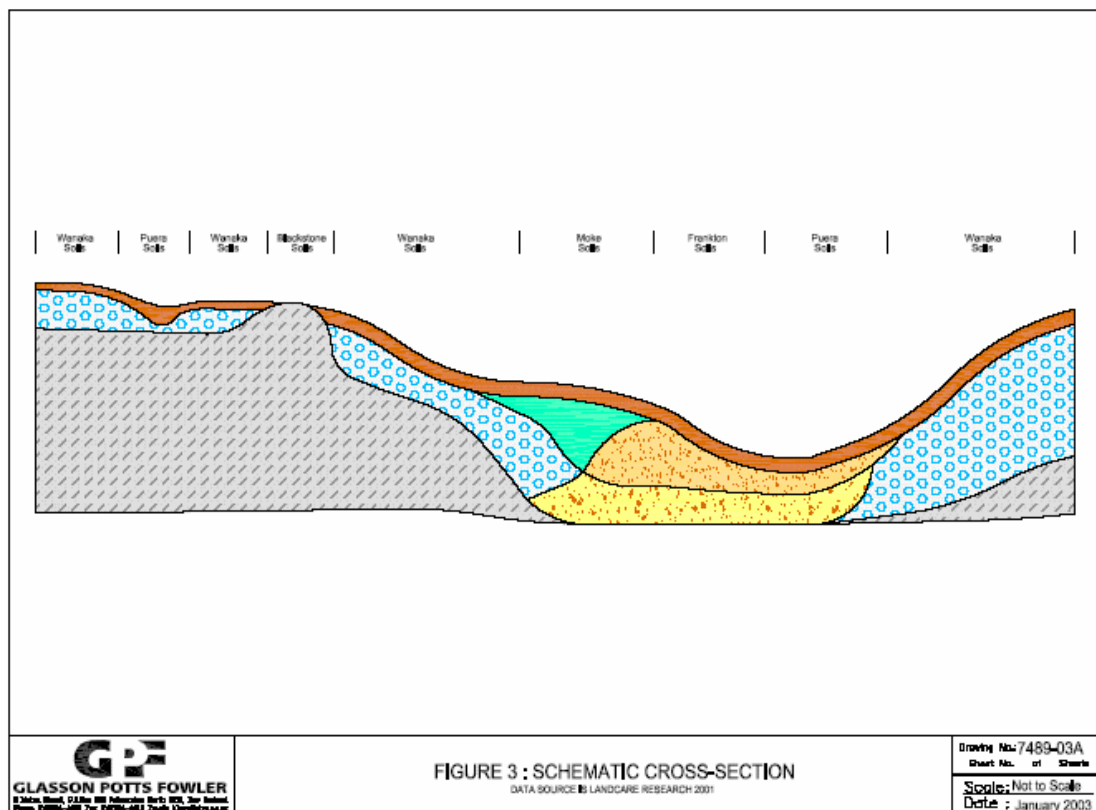 Wanaka Soils
Puera Soils
Wanaka Soils
Blackstone Soils
Wanaka Soils
Moke Soils
Frankton Soils
Puera Soils
Wanaka Soils
GPF
GLASSON POTTS FOWLER
FIGURE 3 : SCHEMATIC CROSS-SECTION
DATA SOURCE IS LANDCARE RESEARCH 2001
Drawing No.: 7489-03A
Sheet No. of Sheets
Scale: Not to Scale
Date : January 2003